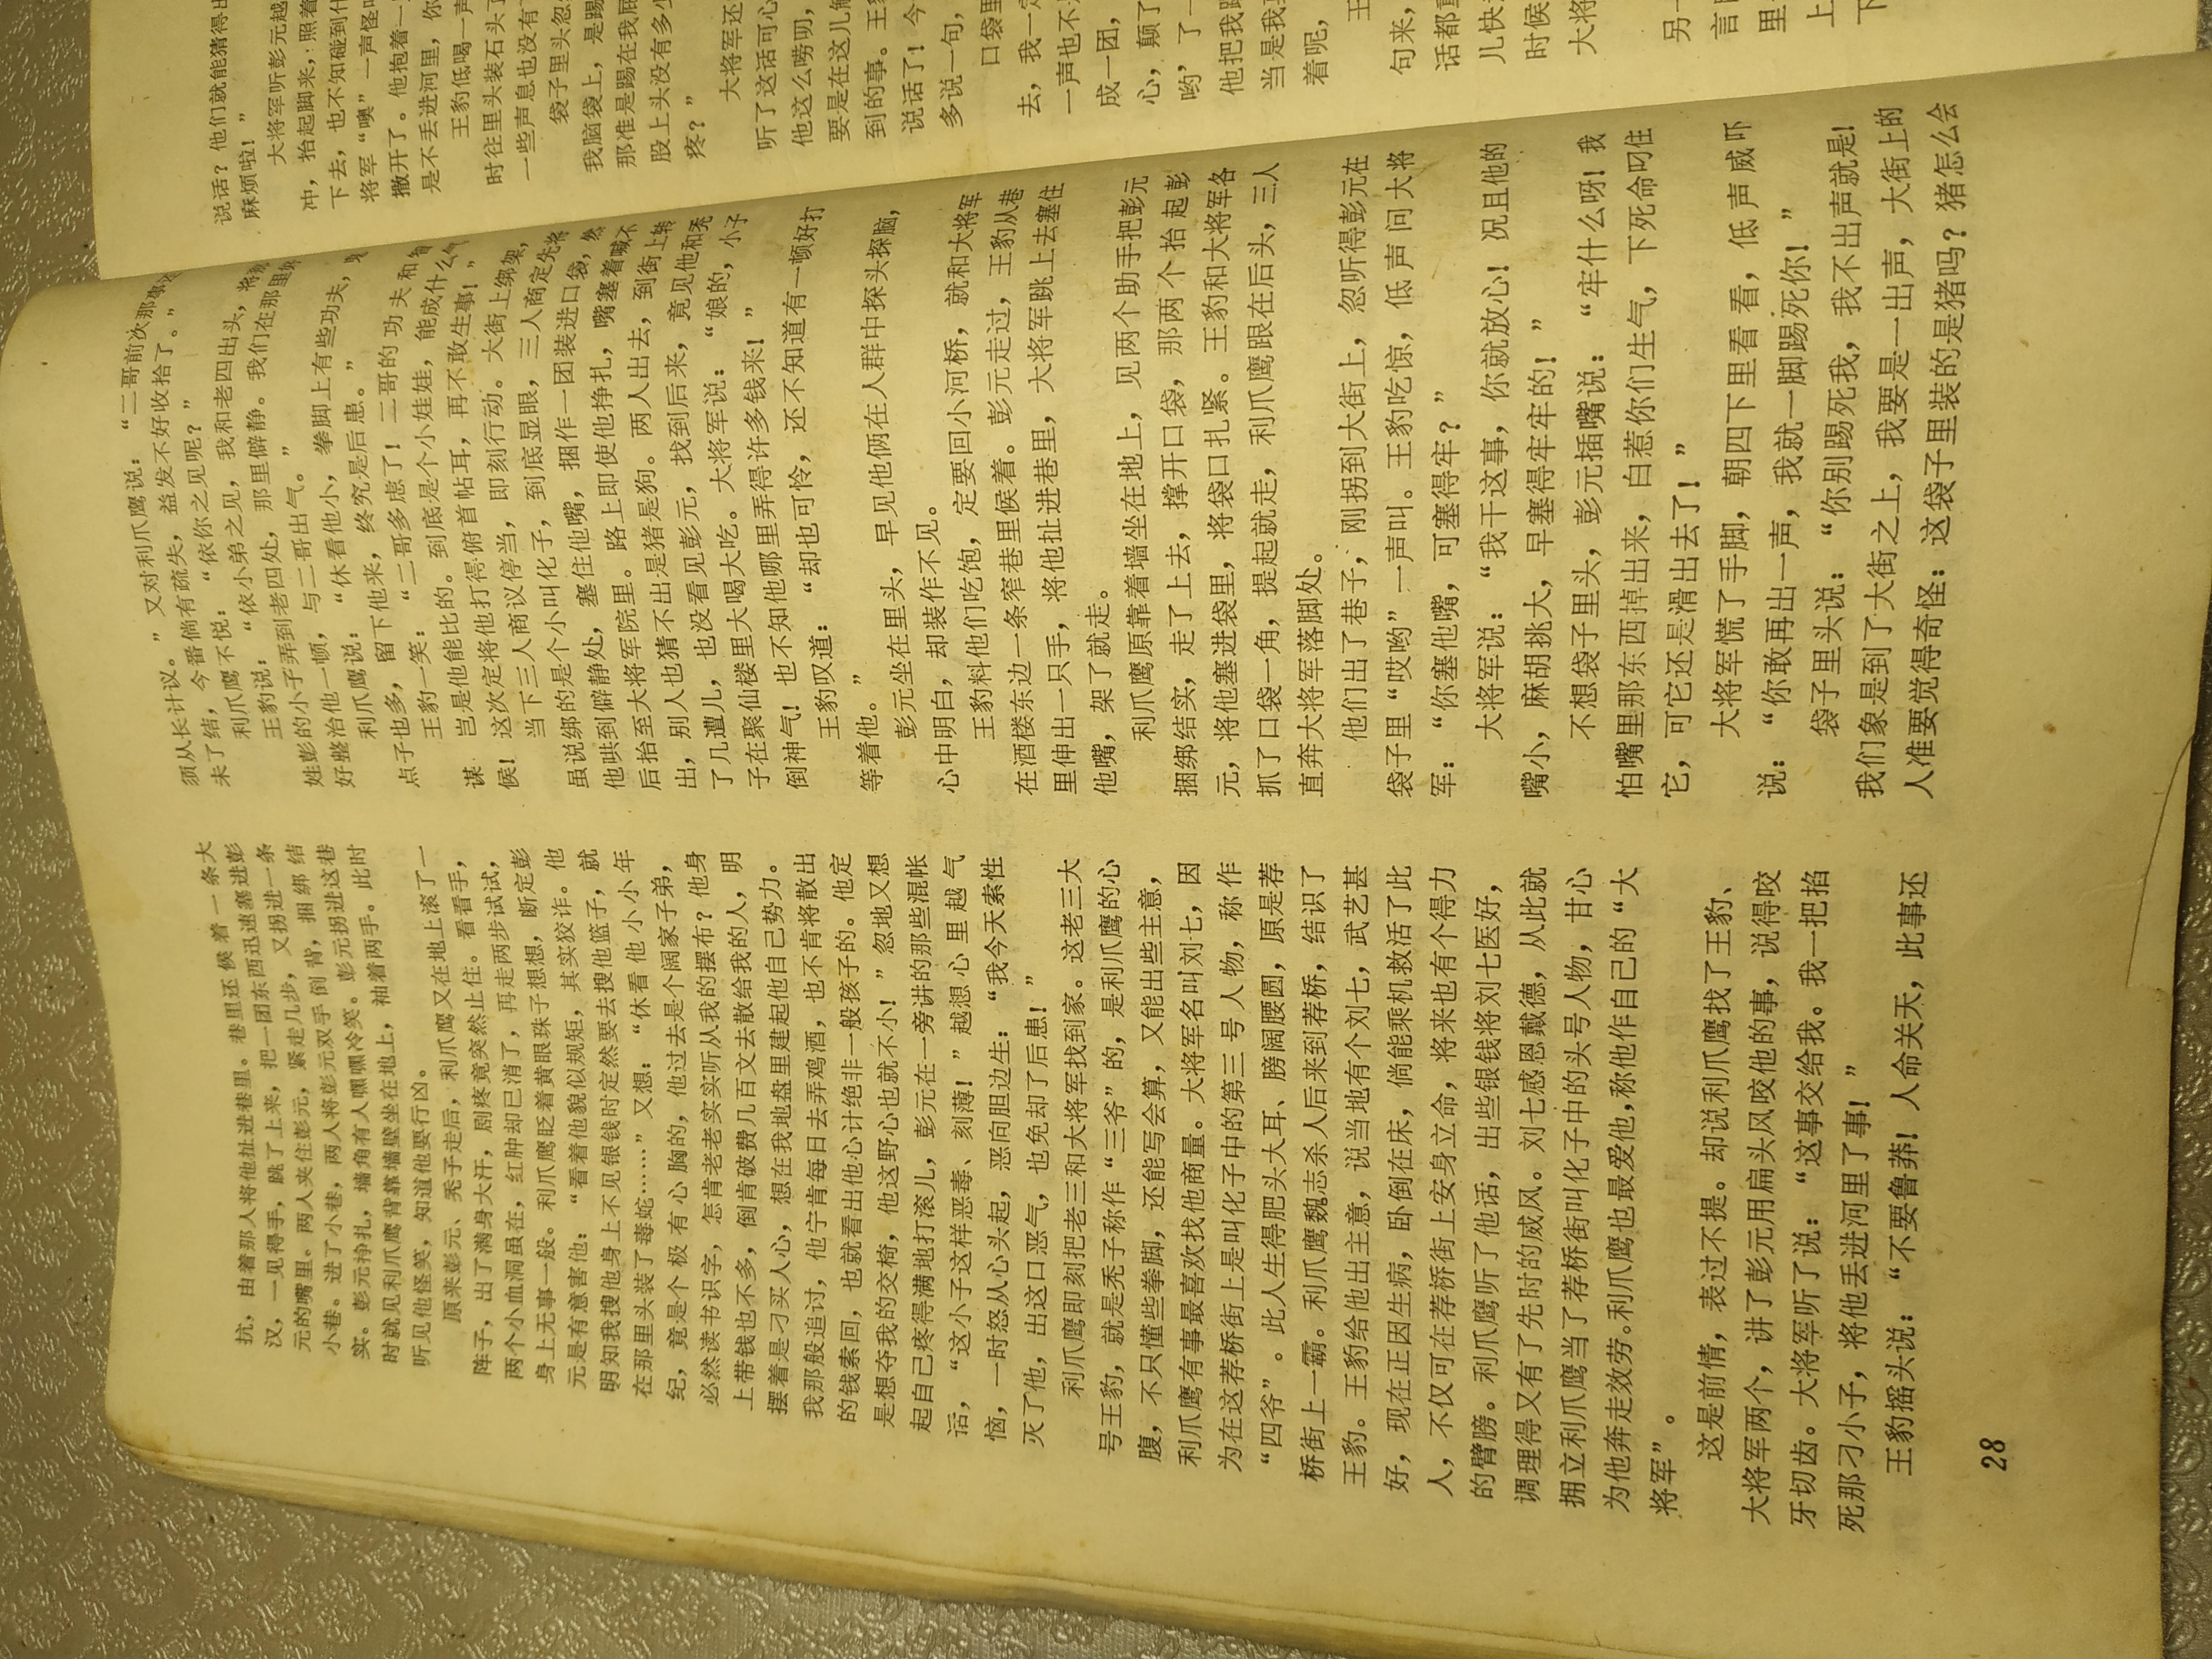 抗，由着那人将他扯进巷里。巷里还候着一条大
汉，一见得手，跳了上来，把一团东西迅速塞进彭
元的嘴里。两人夹住彭元，紧走几步，又拐进一条
小巷。进了小巷，两人将彭元双手倒背，捆绑结
实。彭元挣扎，墙角有人嘿嘿冷笑。彭元拐进这巷
时就见利爪鹰背靠墙壁坐在地上，袖着两手。此时
听见他怪笑，知道他要行凶。
原来彭元、秃子走后，利爪鹰又在地上滚了一
阵子，出了满身大汗，剧疼竟突然止住。看看手，
两个小血洞虽在，红肿却已消了，再走两步试试，
身上无事一般。利爪鹰眨着黄眼珠子想想，断定彭
元是有意害他：“看着他貌似规矩，其实狡诈。他
明知我搜他身上不见银钱时定然要去搜他篮子，就
在那里头装了毒蛇……”又想：“休看他小小年
纪，竟是个极有心胸的，他过去是个阔家子弟，
必然读书识字，怎肯老老实实听从我的摆布？他身
上带钱也不多，倒肯破费几百文去散给我的人，明
摆着是刁买人心，想在我地盘里建起他自己势力。
我那般追讨，他宁肯每日去弄鸡酒，也不肯将散出
的钱索回，也就看出他心计绝非一般孩子的。他定
是想夺我的交椅，他这野心也就不小！”忽地又想
起自己疼得满地打滚儿，彭元在一旁讲的那些混帐
话，“这小子这样恶毒、刻薄！”越想心里越气
恼，一时怒从心头起，恶向胆边生：“我今天索性
灭了他，出这口恶气，也免却了后患！”
利爪鹰即刻把老三和大将军找到家。这老三大
号王豹，就是秃子称作“三爷”的，是利爪鹰的心
腹，不只懂些拳脚，还能写会算，又能出些主意，
利爪鹰有事最喜欢找他商量。大将军名叫刘七，因
为在这荐桥街上是叫化子中的第三号人物，称作
“四爷”。此人生得肥头大耳、膀阔腰圆，原是荐
桥街上一霸。利爪鹰魏志杀人后来到荐桥，结识了
王豹。王豹给他出主意，说当地有个刘七，武艺甚
好，现在正因生病，卧倒在床，倘能乘机救活了此
人，不仅可在荐桥街上安身立命，将来也有个得力
的臂膀。利爪鹰听了他话，出些银钱将刘七医好，
调理得又有了先时的威风。刘七感恩戴德，从此就
拥立利爪鹰当了荐桥街叫化子中的头号人物，甘心
为他奔走效劳。利爪鹰也最爱他，称他作自己的“大
将军”。
这是前情，表过不提。却说利爪鹰找了王豹、
大将军两个，讲了彭元用扁头风咬他的事，说得咬
牙切齿。大将军听了说：“这事交给我。我一把掐
死那刁小子，将他丢进河里了事！”
王豹摇头说：“不要鲁莽！人命关天，此事还
28
须从长计议。”又对利爪鹰说：“二哥前次那
未了结，今番倘有疏失，益发不好收拾了。”
利爪鹰不悦：“依你之见呢？”
王豹说：“依小弟之见，我和老四出头，将
姓彭的小子弄到老四处，那里僻静。我们在那里
好整治他一顿，与二哥出气。”
利爪鹰说：“休看他小，拳脚上有些功夫，
点子也多，留下他来，终究是后患。”
王豹一笑：“二哥多虑了！二哥的功夫和
谋岂是他能比的。到底是个小娃娃，能成什么气
候！这次定将他打得俯首帖耳，再不敢生事！”
当下三人商议停当，即刻行动。大街上绑架，
虽说绑的是个小叫化子，到底显眼，三人商定先将
他哄到僻静处，塞住他嘴，捆作一团装进口袋，然
后抬至大将军院里。路上即使他挣扎，嘴塞着喊不
出，别人也猜不出是猪是狗。两人出去，到街上转
了几遭儿，也没看见彭元，找到后来，竟见他和秃
子在聚仙楼里大喝大吃。大将军说：“娘的，小子
倒神气！也不知他哪里弄得许多钱来！”
王豹叹道：“却也可怜，还不知道有一顿好打
等着他。”
彭元坐在里头，早见他俩在人群中探头探脑，
心中明白，却装作不见。
王豹料他们吃饱，定要回小河桥，就和大将军
在酒楼东边一条窄巷里候着。彭元走过，王豹从巷
里伸出一只手，将他扯进巷里，大将军跳上去塞住
他嘴，架了就走。
利爪鹰原靠着墙坐在地上，见两个助手把彭元
捆绑结实，走了上去，撑开口袋，那两个抬起彭
元，将他塞进袋里，将袋口扎紧。王豹和大将军各
抓了口袋一角，提起就走，利爪鹰跟在后头，三人
直奔大将军落脚处。
他们出了巷子，刚拐到大街上，忽听得彭元在
袋子里“哎哟”一声叫。王豹吃惊，低声问大将
军：“你塞他嘴，可塞得牢？”
大将军说：“我干这事，你就放心！况且他的
嘴小，麻胡挑大，早塞得牢牢的！”
不想袋子里头，彭元插嘴说：“牢什么呀！我
怕嘴里那东西掉出来，白惹你们生气，下死命叼住
它，可它还是滑出去了！”
大将军慌了手脚，朝四下里看看，低声威吓
说：“你敢再出一声，我就一脚踢死你！”
袋子里头说：“你别踢死我，我不出声就是！
我们象是到了大街之上，我要是一出声，大街上的
人准要觉得奇怪：这袋子里装的是猪吗？猪怎么会
说话？他们就能猜得出
麻烦啦！”
大将军听彭元越
冲，抬起脚来，照着
下去，也不知碰到什
将军“噢”一声怪叫
撒开了。他抱着一
是不丢进河里，你
王豹低喝一声
时往里头装石头了
一些声息也没有
袋子里头忽
我脑袋上，是踢
那准是踢在我屁
股上头没有多少
疼？”
大将军还
听了这话可心
他这么唠叨，
要是在这儿
到的事。王豹
说话了！今
多说一句，
口袋里
去，我一定
一声也不
成一团，
心，颠了
哟，了一
他把我
当是我
着呢，
王
句来，
话都
儿快
时候
大将
另
言
里
上
下